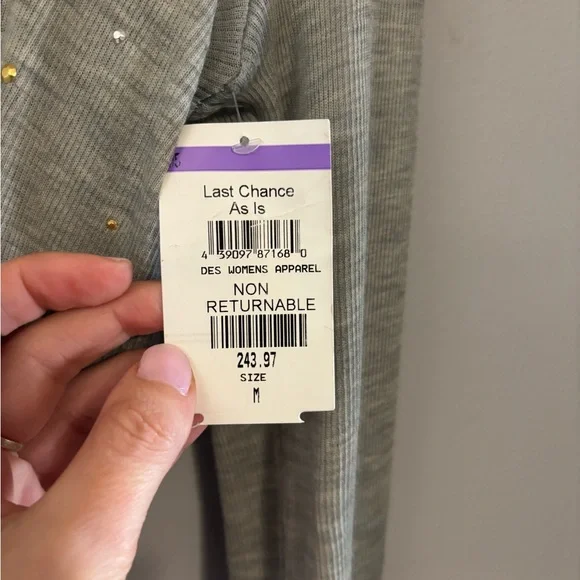 Last Chance
As Is
4 39097 87168 0
DES WOMENS APPAREL
NON
RETURNABLE
243.97
SIZE
M